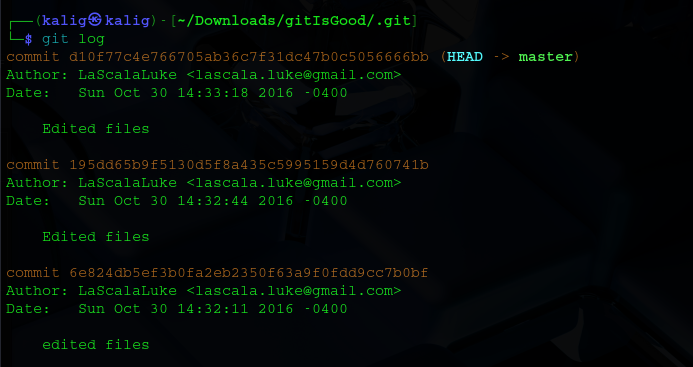 ┌──(kalig㉿kalig)-[~/Downloads/gitIsGood/.git]
└─$ git log
commit d10f77c4e766705ab36c7f31dc47b0c5056666bb (HEAD -> master)
Author: LaScalaLuke <lascala.luke@gmail.com>
Date:   Sun Oct 30 14:33:18 2016 -0400
    Edited files
commit 195dd65b9f5130d5f8a435c5995159d4d760741b
Author: LaScalaLuke <lascala.luke@gmail.com>
Date:   Sun Oct 30 14:32:44 2016 -0400
    Edited files
commit 6e824db5ef3b0fa2eb2350f63a9f0fdd9cc7b0bf
Author: LaScalaLuke <lascala.luke@gmail.com>
Date:   Sun Oct 30 14:32:11 2016 -0400
    edited files